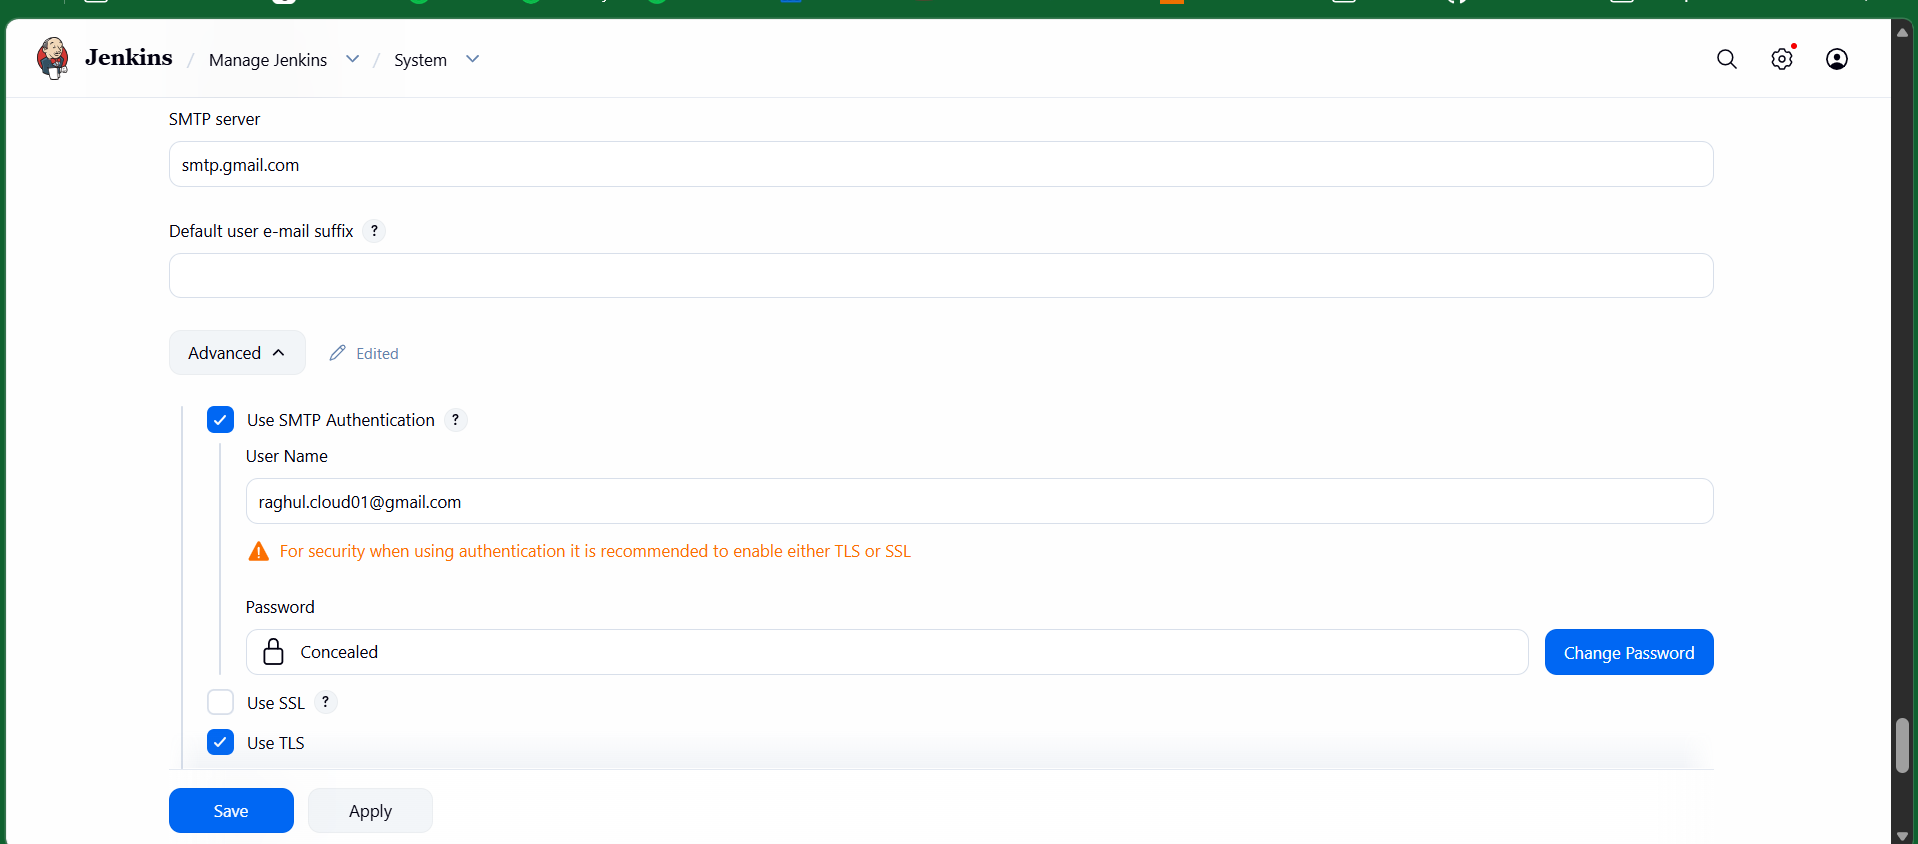 Jenkins / Manage Jenkins / System
SMTP server
smtp.gmail.com
Default user e-mail suffix ?
Advanced Edited
Use SMTP Authentication ?
User Name
raghul.cloud01@gmail.com
For security when using authentication it is recommended to enable either TLS or SSL
Password
Concealed Change Password
Use SSL ?
Use TLS
Save Apply